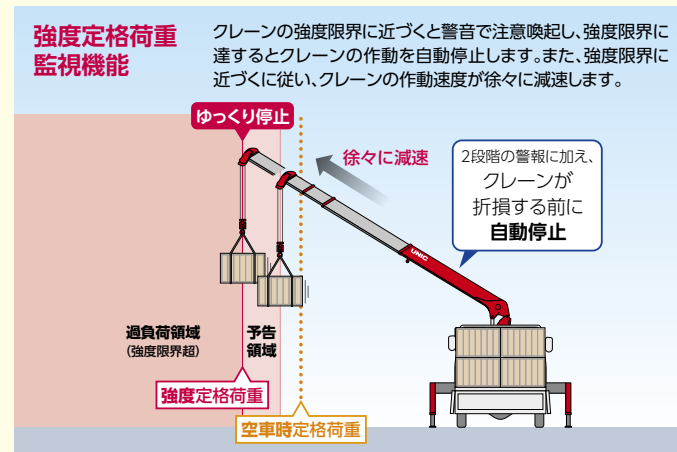 強度定格荷重
監視機能
クレーンの強度限界に近づくと警音で注意喚起し、強度限界に
達するとクレーンの作動を自動停止します。また、強度限界に
近づくに従い、クレーンの作動速度が徐々に減速します。
ゆっくり停止
徐々に減速
2段階の警報に加え、
クレーンが
折損する前に
自動停止
UNIC
過負荷領域
(強度限界超)
予告
領域
強度定格荷重
空車時定格荷重